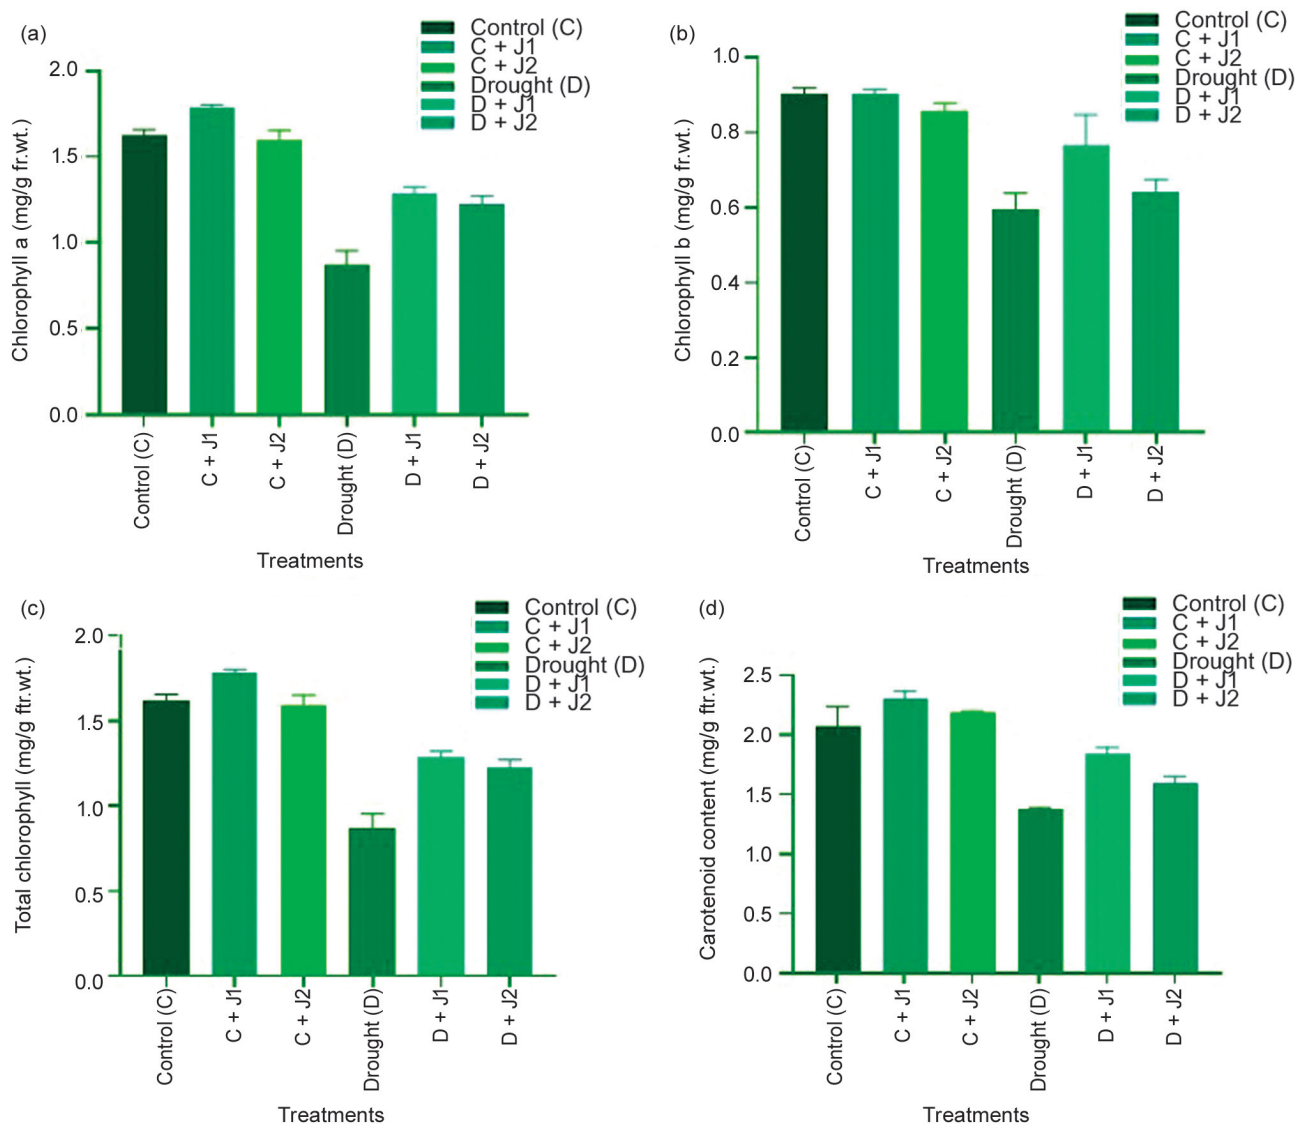 (a)
Control (C)
C + J1
C + J2
Drought (D)
D + J1
D + J2
Chlorophyll a (mg/g fr.wt.)
2.0
1.5
1.0
0.5
0.0
Control (C)
C + J1
C + J2
Drought (D)
D + J1
D + J2
Treatments
(b)
Control (C)
C + J1
C + J2
Drought (D)
D + J1
D + J2
Chlorophyll b (mg/g fr.wt.)
1.0
0.8
0.6
0.4
0.2
0.0
Control (C)
C + J1
C + J2
Drought (D)
D + J1
D + J2
Treatments
(c)
Control (C)
C + J1
C + J2
Drought (D)
D + J1
D + J2
Total chlorophyll (mg/g ftr.wt.)
2.0
1.5
1.0
0.5
0.0
Control (C)
C + J1
C + J2
Drought (D)
D + J1
D + J2
Treatments
(d)
Control (C)
C + J1
C + J2
Drought (D)
D + J1
D + J2
Carotenoid content (mg/g ftr.wt.)
2.5
2.0
1.5
1.0
0.5
0.0
Control (C)
C + J1
C + J2
Drought (D)
D + J1
D + J2
Treatments